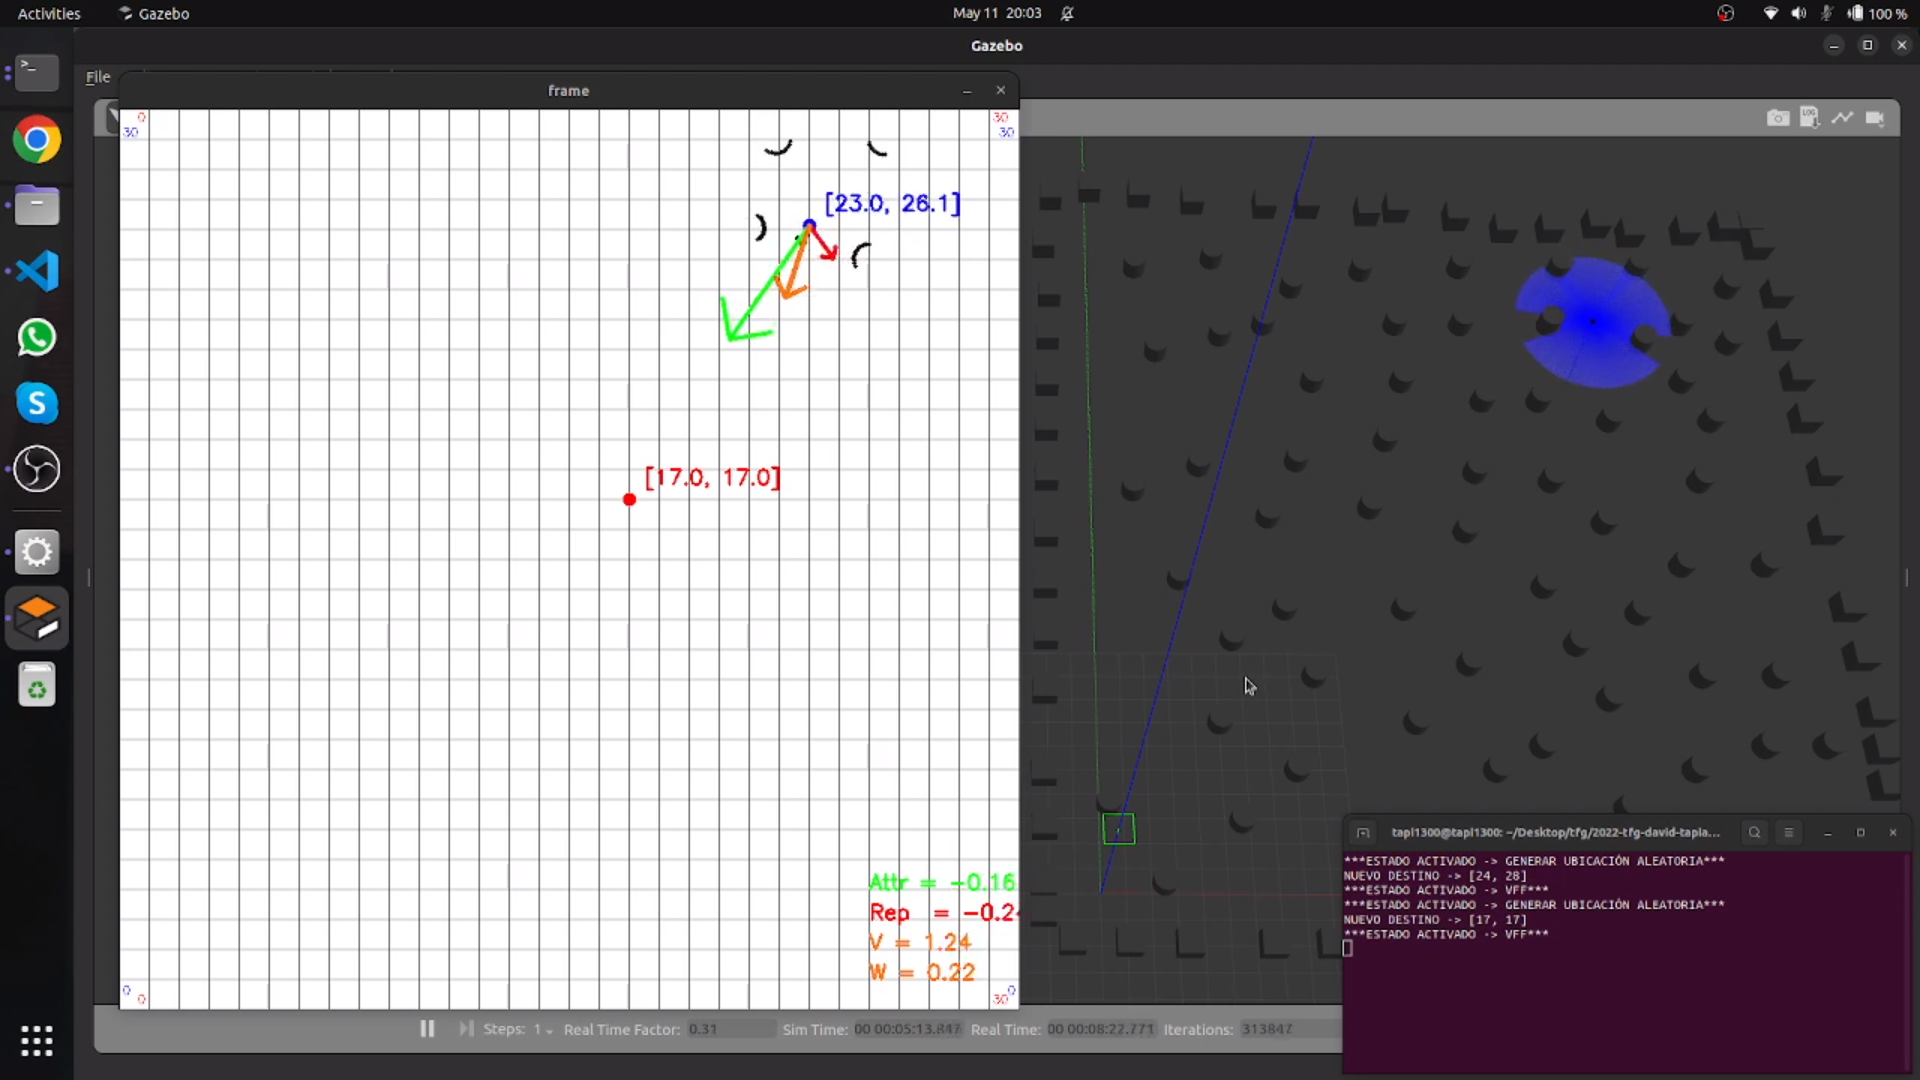 Activities
Gazebo
May 11 20:03
100 %
Gazebo
File
frame
0
30
30
30
[23.0, 26.1]
[17.0, 17.0]
Attr = -0.16
Rep = -0.2
V = 1.24
W = 0.22
0
0
0
30
Steps: 1
Real Time Factor: 0.31
Sim Time: 00 00:05:13.847
Real Time: 00 00:08:22.771
Iterations: 313847
tapi1300@tapi1300: ~/Desktop/tfg/2022-tfg-david-tapia...
***ESTADO ACTIVADO -> GENERAR UBICACIÓN ALEATORIA***
NUEVO DESTINO -> [24, 28]
***ESTADO ACTIVADO -> VFF***
***ESTADO ACTIVADO -> GENERAR UBICACIÓN ALEATORIA***
NUEVO DESTINO -> [17, 17]
***ESTADO ACTIVADO -> VFF***